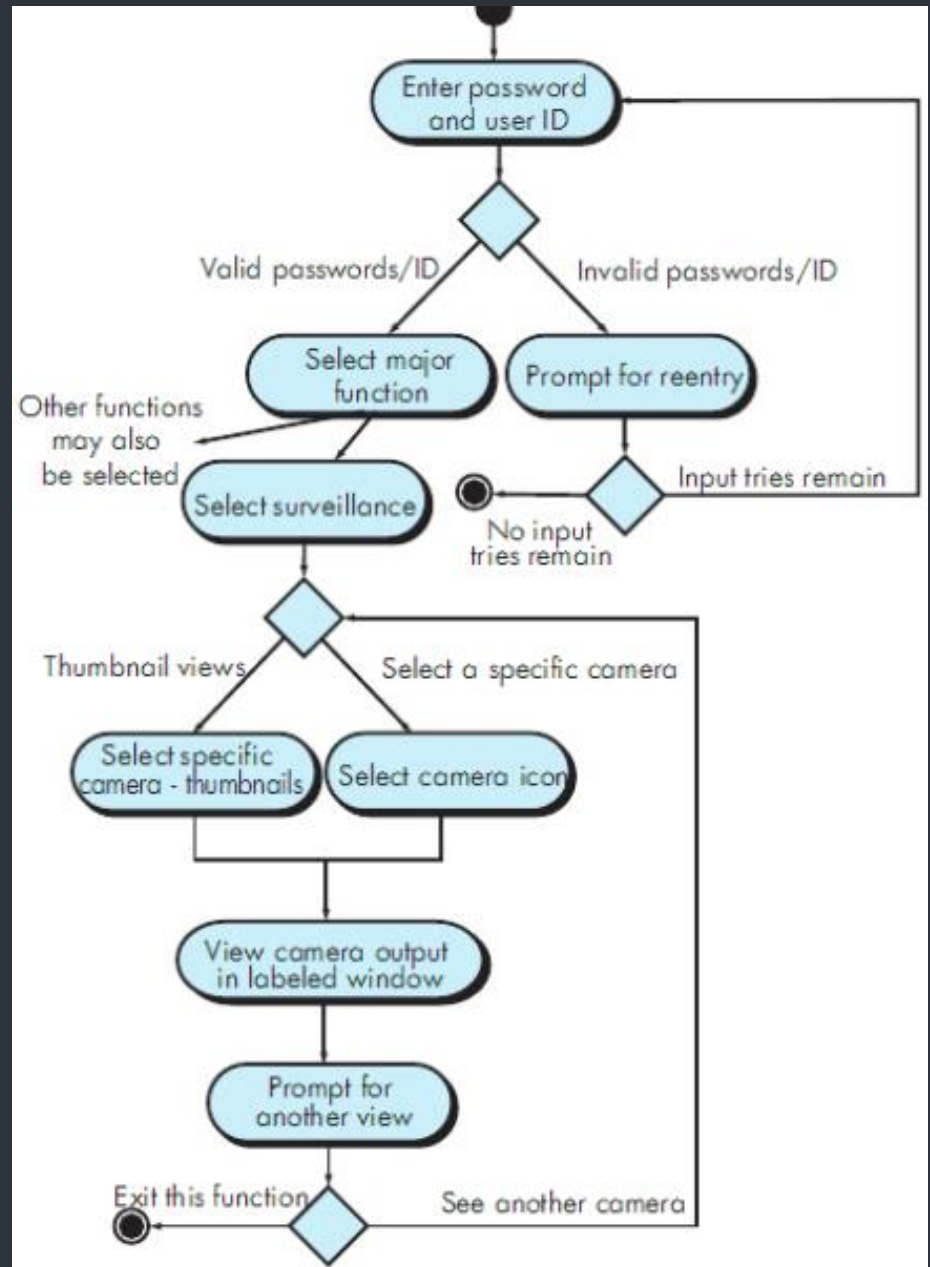 Enter password
and user ID
Valid passwords/ID
Invalid passwords/ID
Select major
function
Prompt for reentry
Other functions
may also
be selected
Select surveillance
Input tries remain
No input
tries remain
Thumbnail views
Select a specific camera
Select specific
camera - thumbnails
Select camera icon
View camera output
in labeled window
Prompt for
another view
Exit this function
See another camera